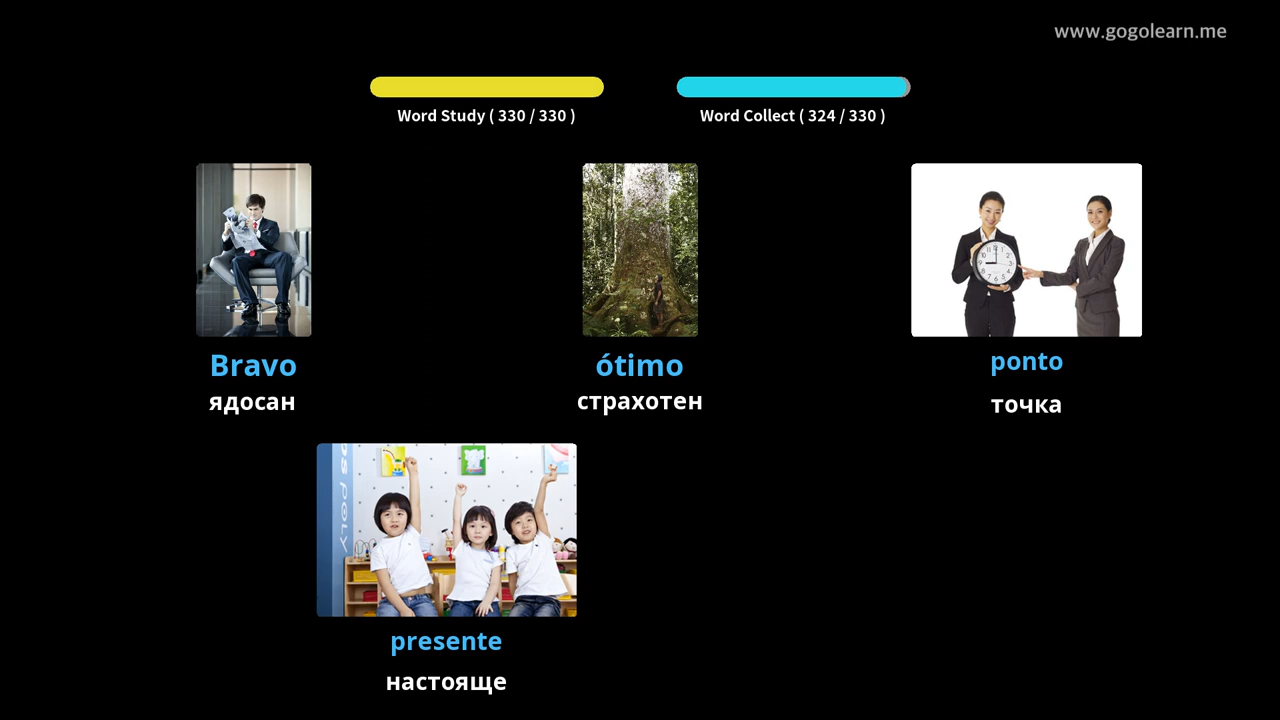 www.gogolearn.me
Word Study ( 330 / 330 )
Word Collect ( 324 / 330 )
Bravo
ядосан
ótimo
страхотен
ponto
точка
presente
настояще